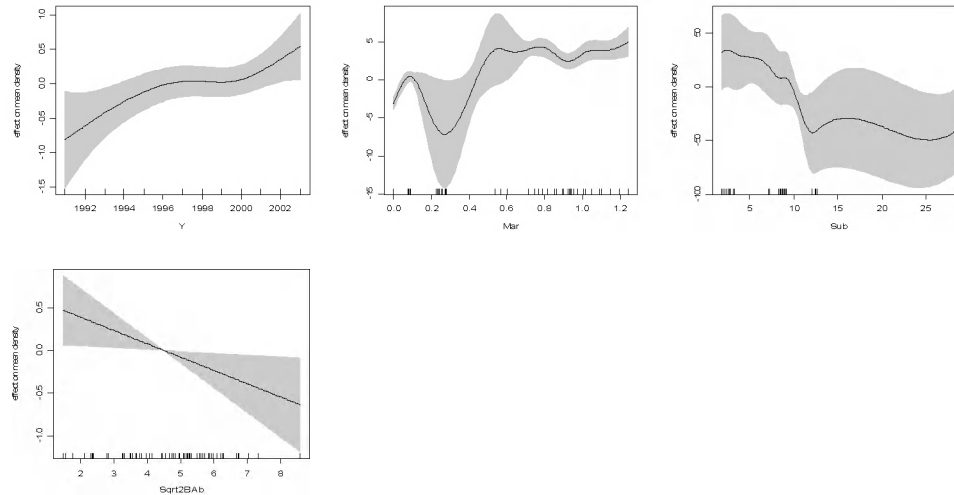 effect on mean density
1.0
0.5
0.0
-0.5
-1.0
-1.5
1992 1994 1996 1998 2000 2002
Y
effect on mean density
5
0
-5
-10
-15
0.0 0.2 0.4 0.6 0.8 1.0 1.2
Mar
effect on mean density
50
0
-50
-100
5 10 15 20 25
Sub
effect on mean density
0.5
0.0
-0.5
-1.0
2 3 4 5 6 7 8
Sqrt2BAb